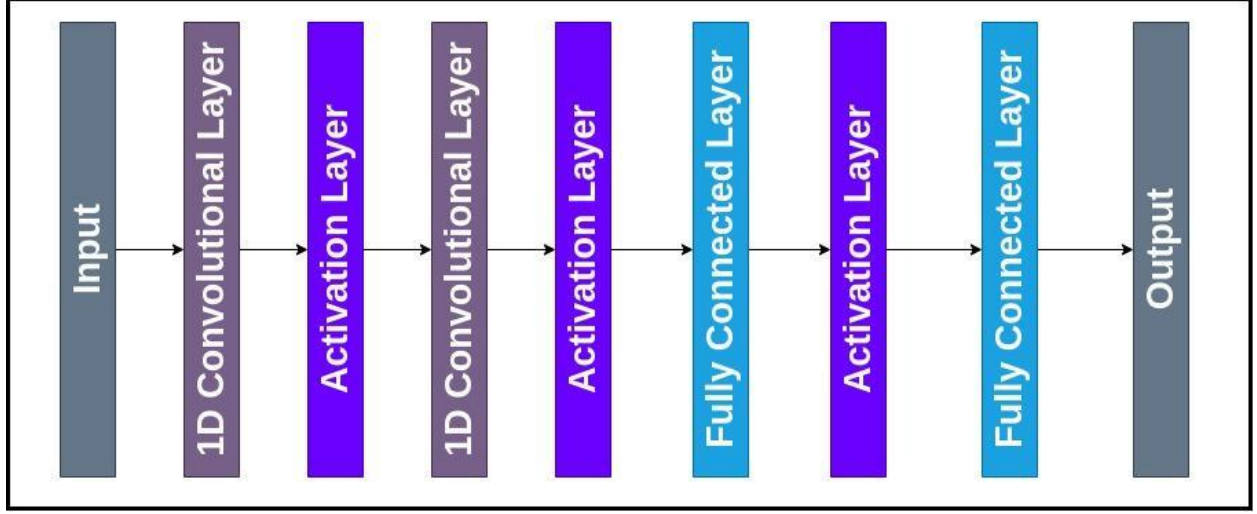 Input
1D Convolutional Layer
Activation Layer
1D Convolutional Layer
Activation Layer
Fully Connected Layer
Activation Layer
Fully Connected Layer
Output